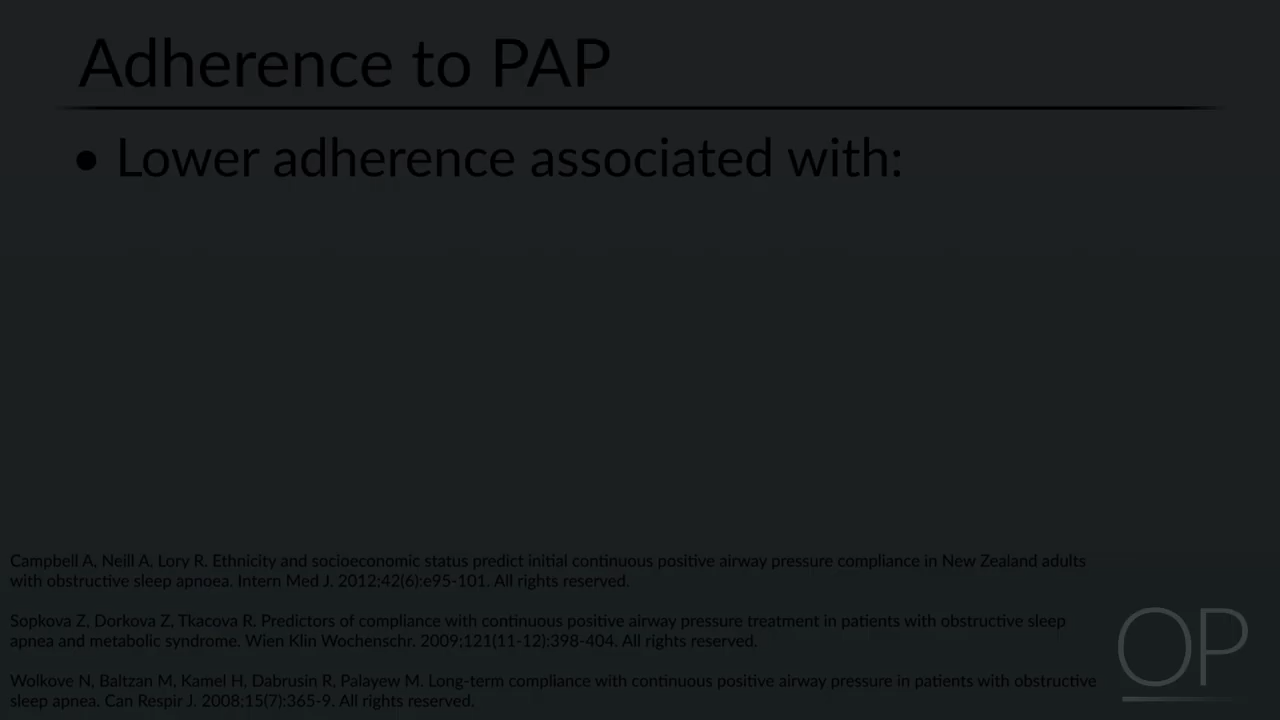 Adherence to PAP
• Lower adherence associated with:
Campbell A, Neill A, Lory R. Ethnicity and socioeconomic status predict initial continuous positive airway pressure compliance in New Zealand adults
with obstructive sleep apnoea. Intern Med J. 2012;42(6):e95-101. All rights reserved.
Sopkova Z, Dorkova Z, Tkacova R. Predictors of compliance with continuous positive airway pressure treatment in patients with obstructive sleep
apnea and metabolic syndrome. Wien Klin Wochenschr. 2009;121(11-12):398-404. All rights reserved.
Wolkove N, Baltzan M, Kamel H, Dabrusin R, Palayew M. Long-term compliance with continuous positive airway pressure in patients with obstructive
sleep apnea. Can Respir J. 2008;15(7):365-9. All rights reserved.
OP